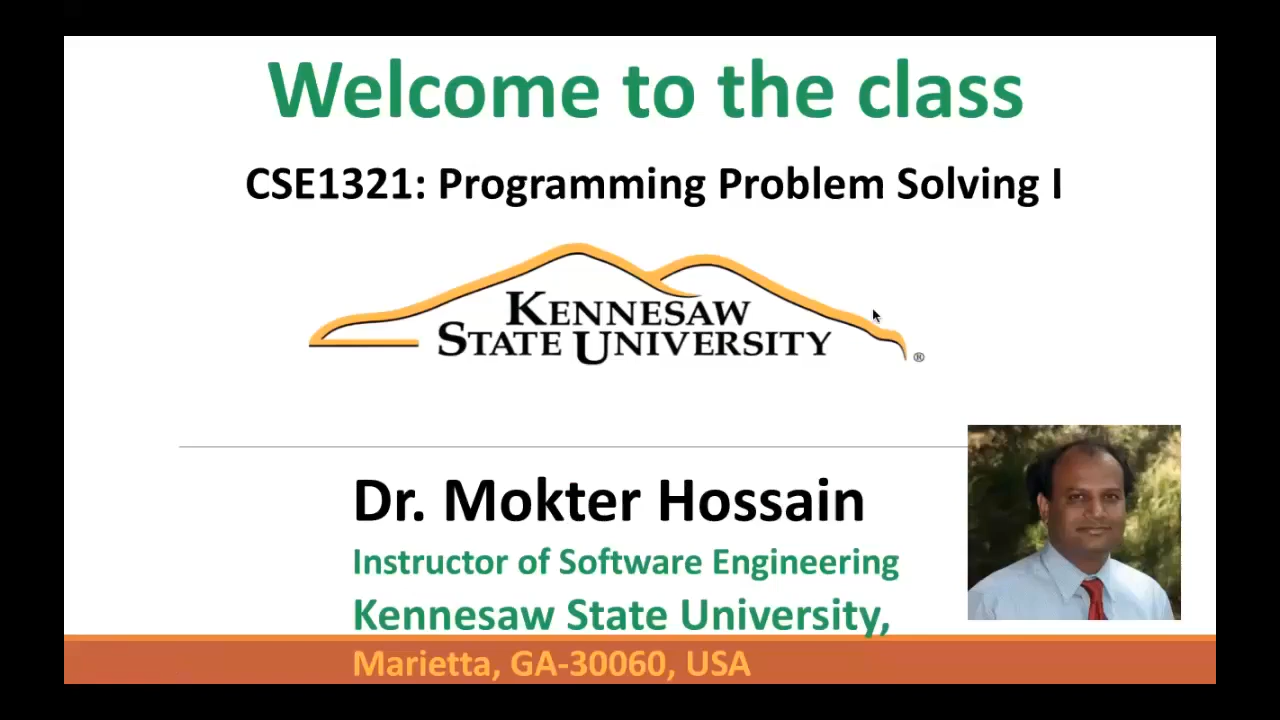 Welcome to the class
CSE1321: Programming Problem Solving I
KENNESAW
STATE UNIVERSITY
®
Dr. Mokter Hossain
Instructor of Software Engineering
Kennesaw State University,
Marietta, GA-30060, USA